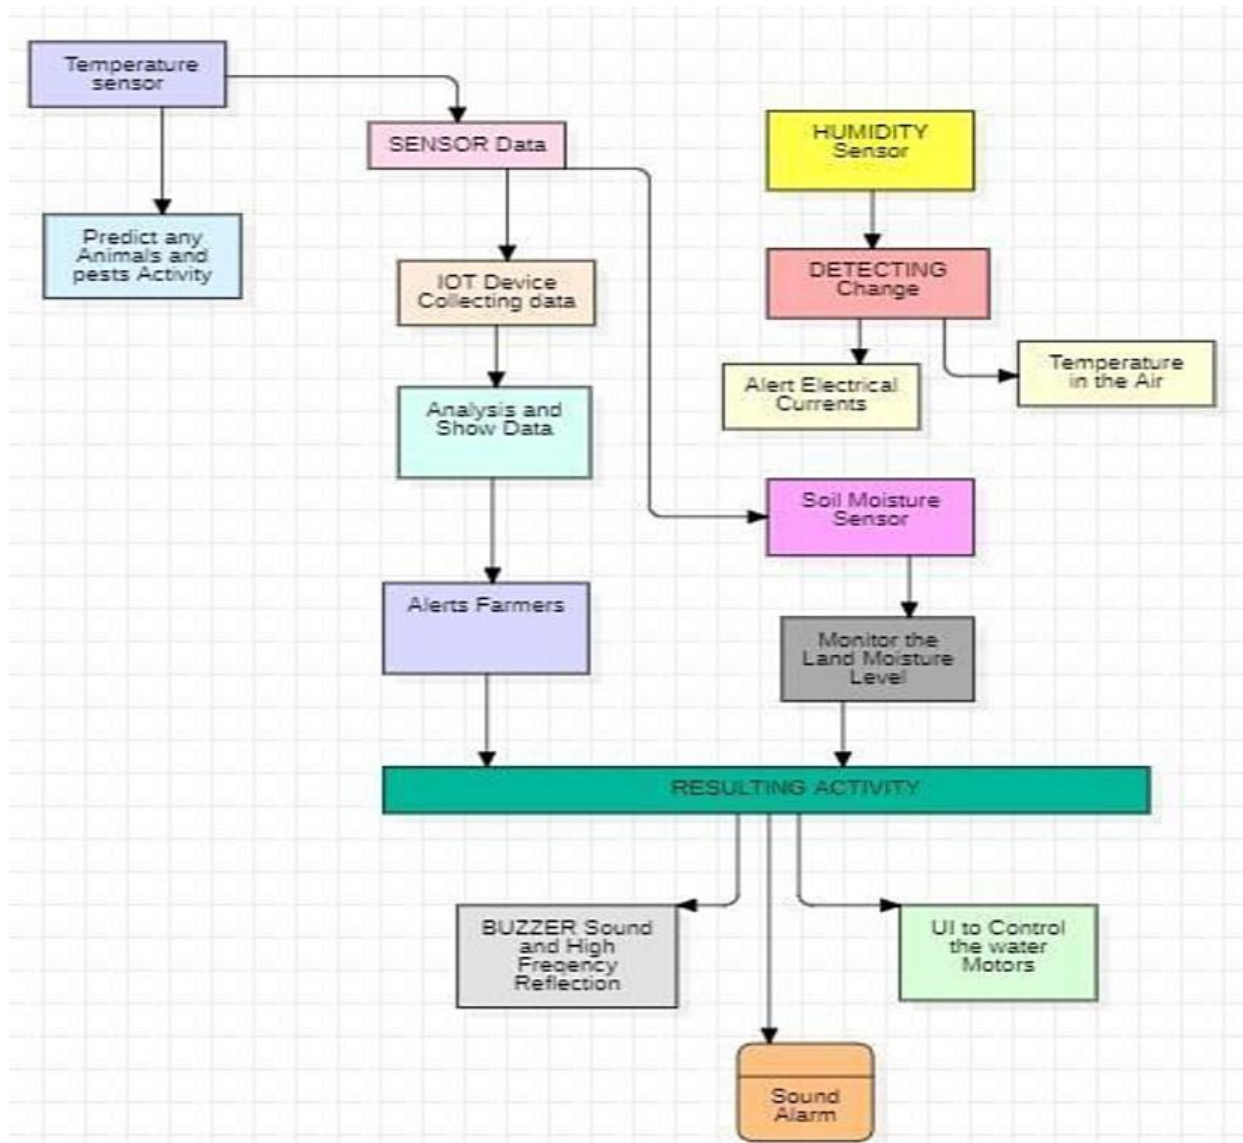 Temperature
sensor
SENSOR Data
HUMIDITY
Sensor
Predict any
Animals and
pests Activity
IOT Device
Collecting data
DETECTING
Change
Alert Electrical
Currents
Temperature
in the Air
Analysis and
Show Data
Soil Moisture
Sensor
Alerts Farmers
Monitor the
Land Moisture
Level
RESULTING ACTIVITY
BUZZER Sound
and High
Freqency
Reflection
UI to Control
the water
Motors
Sound
Alarm